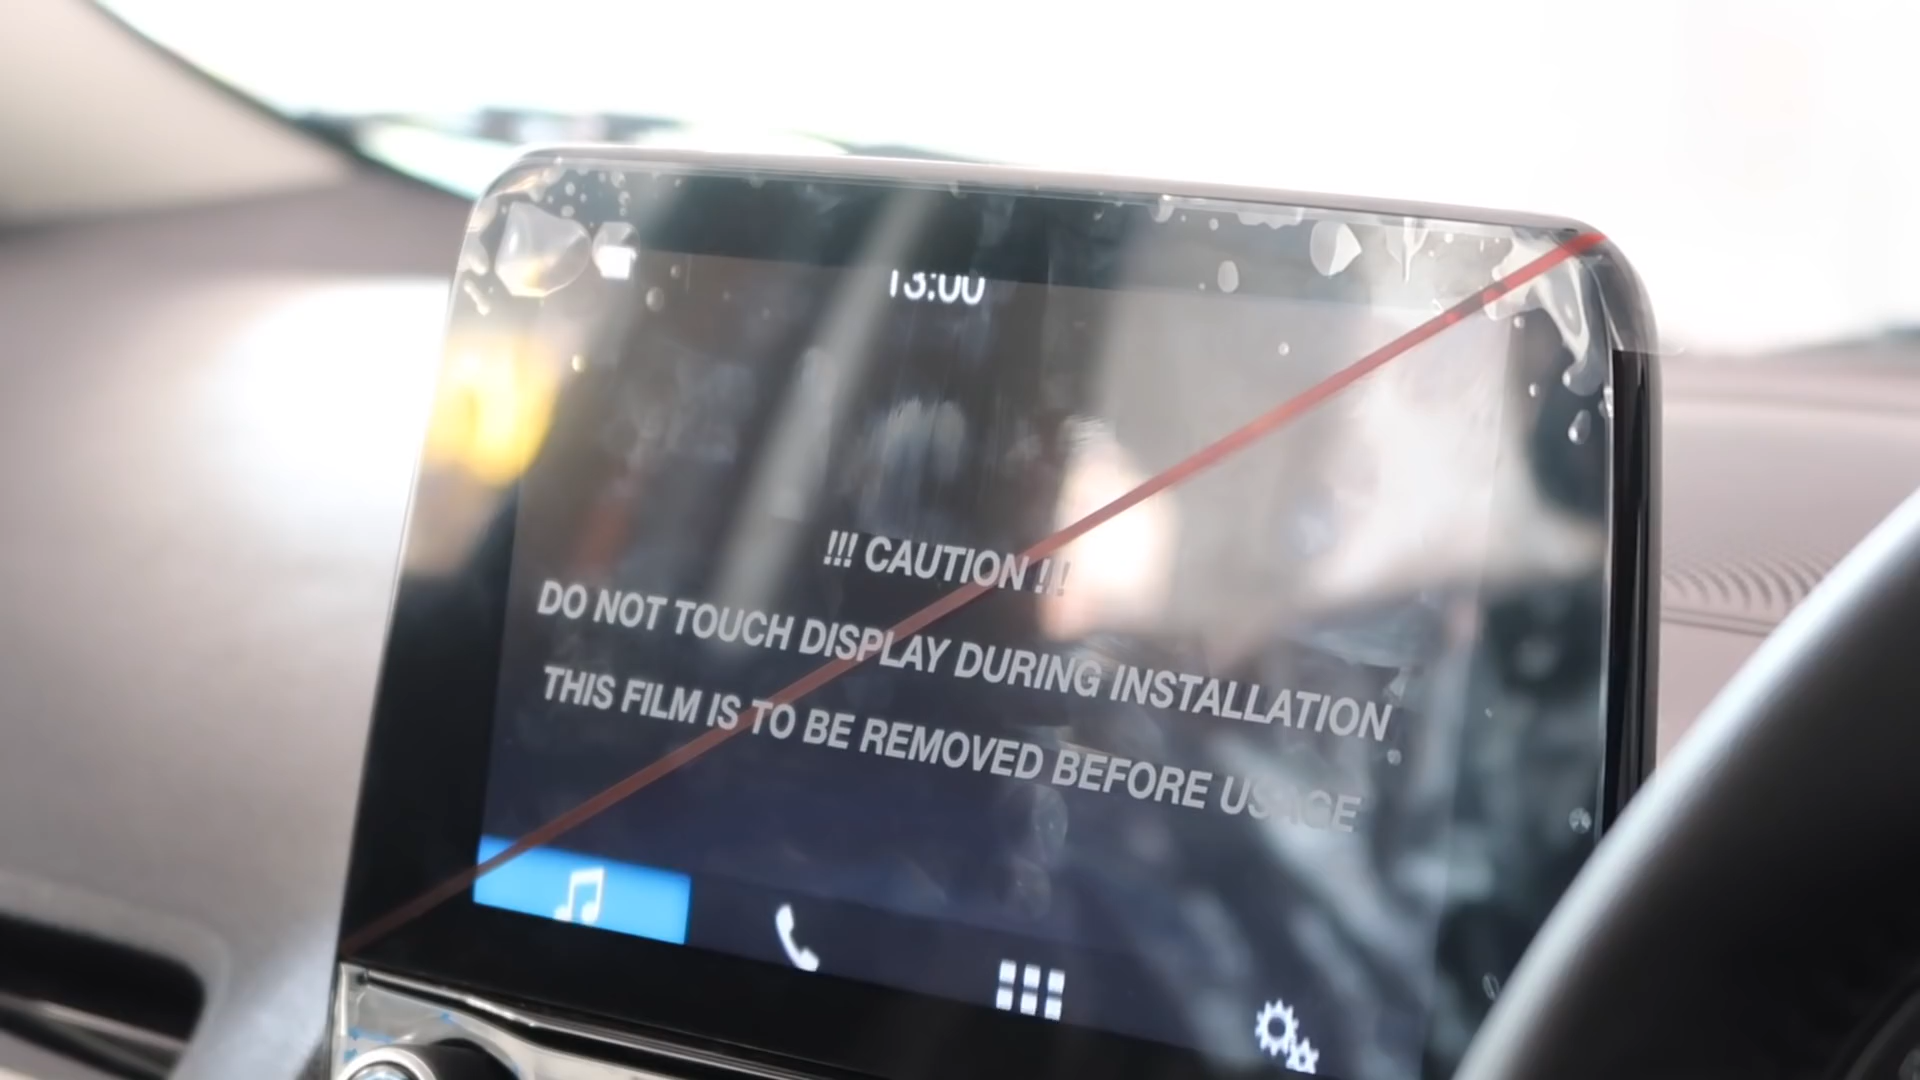 13:00
!!! CAUTION !!!
DO NOT TOUCH DISPLAY DURING INSTALLATION
THIS FILM IS TO BE REMOVED BEFORE USAGE